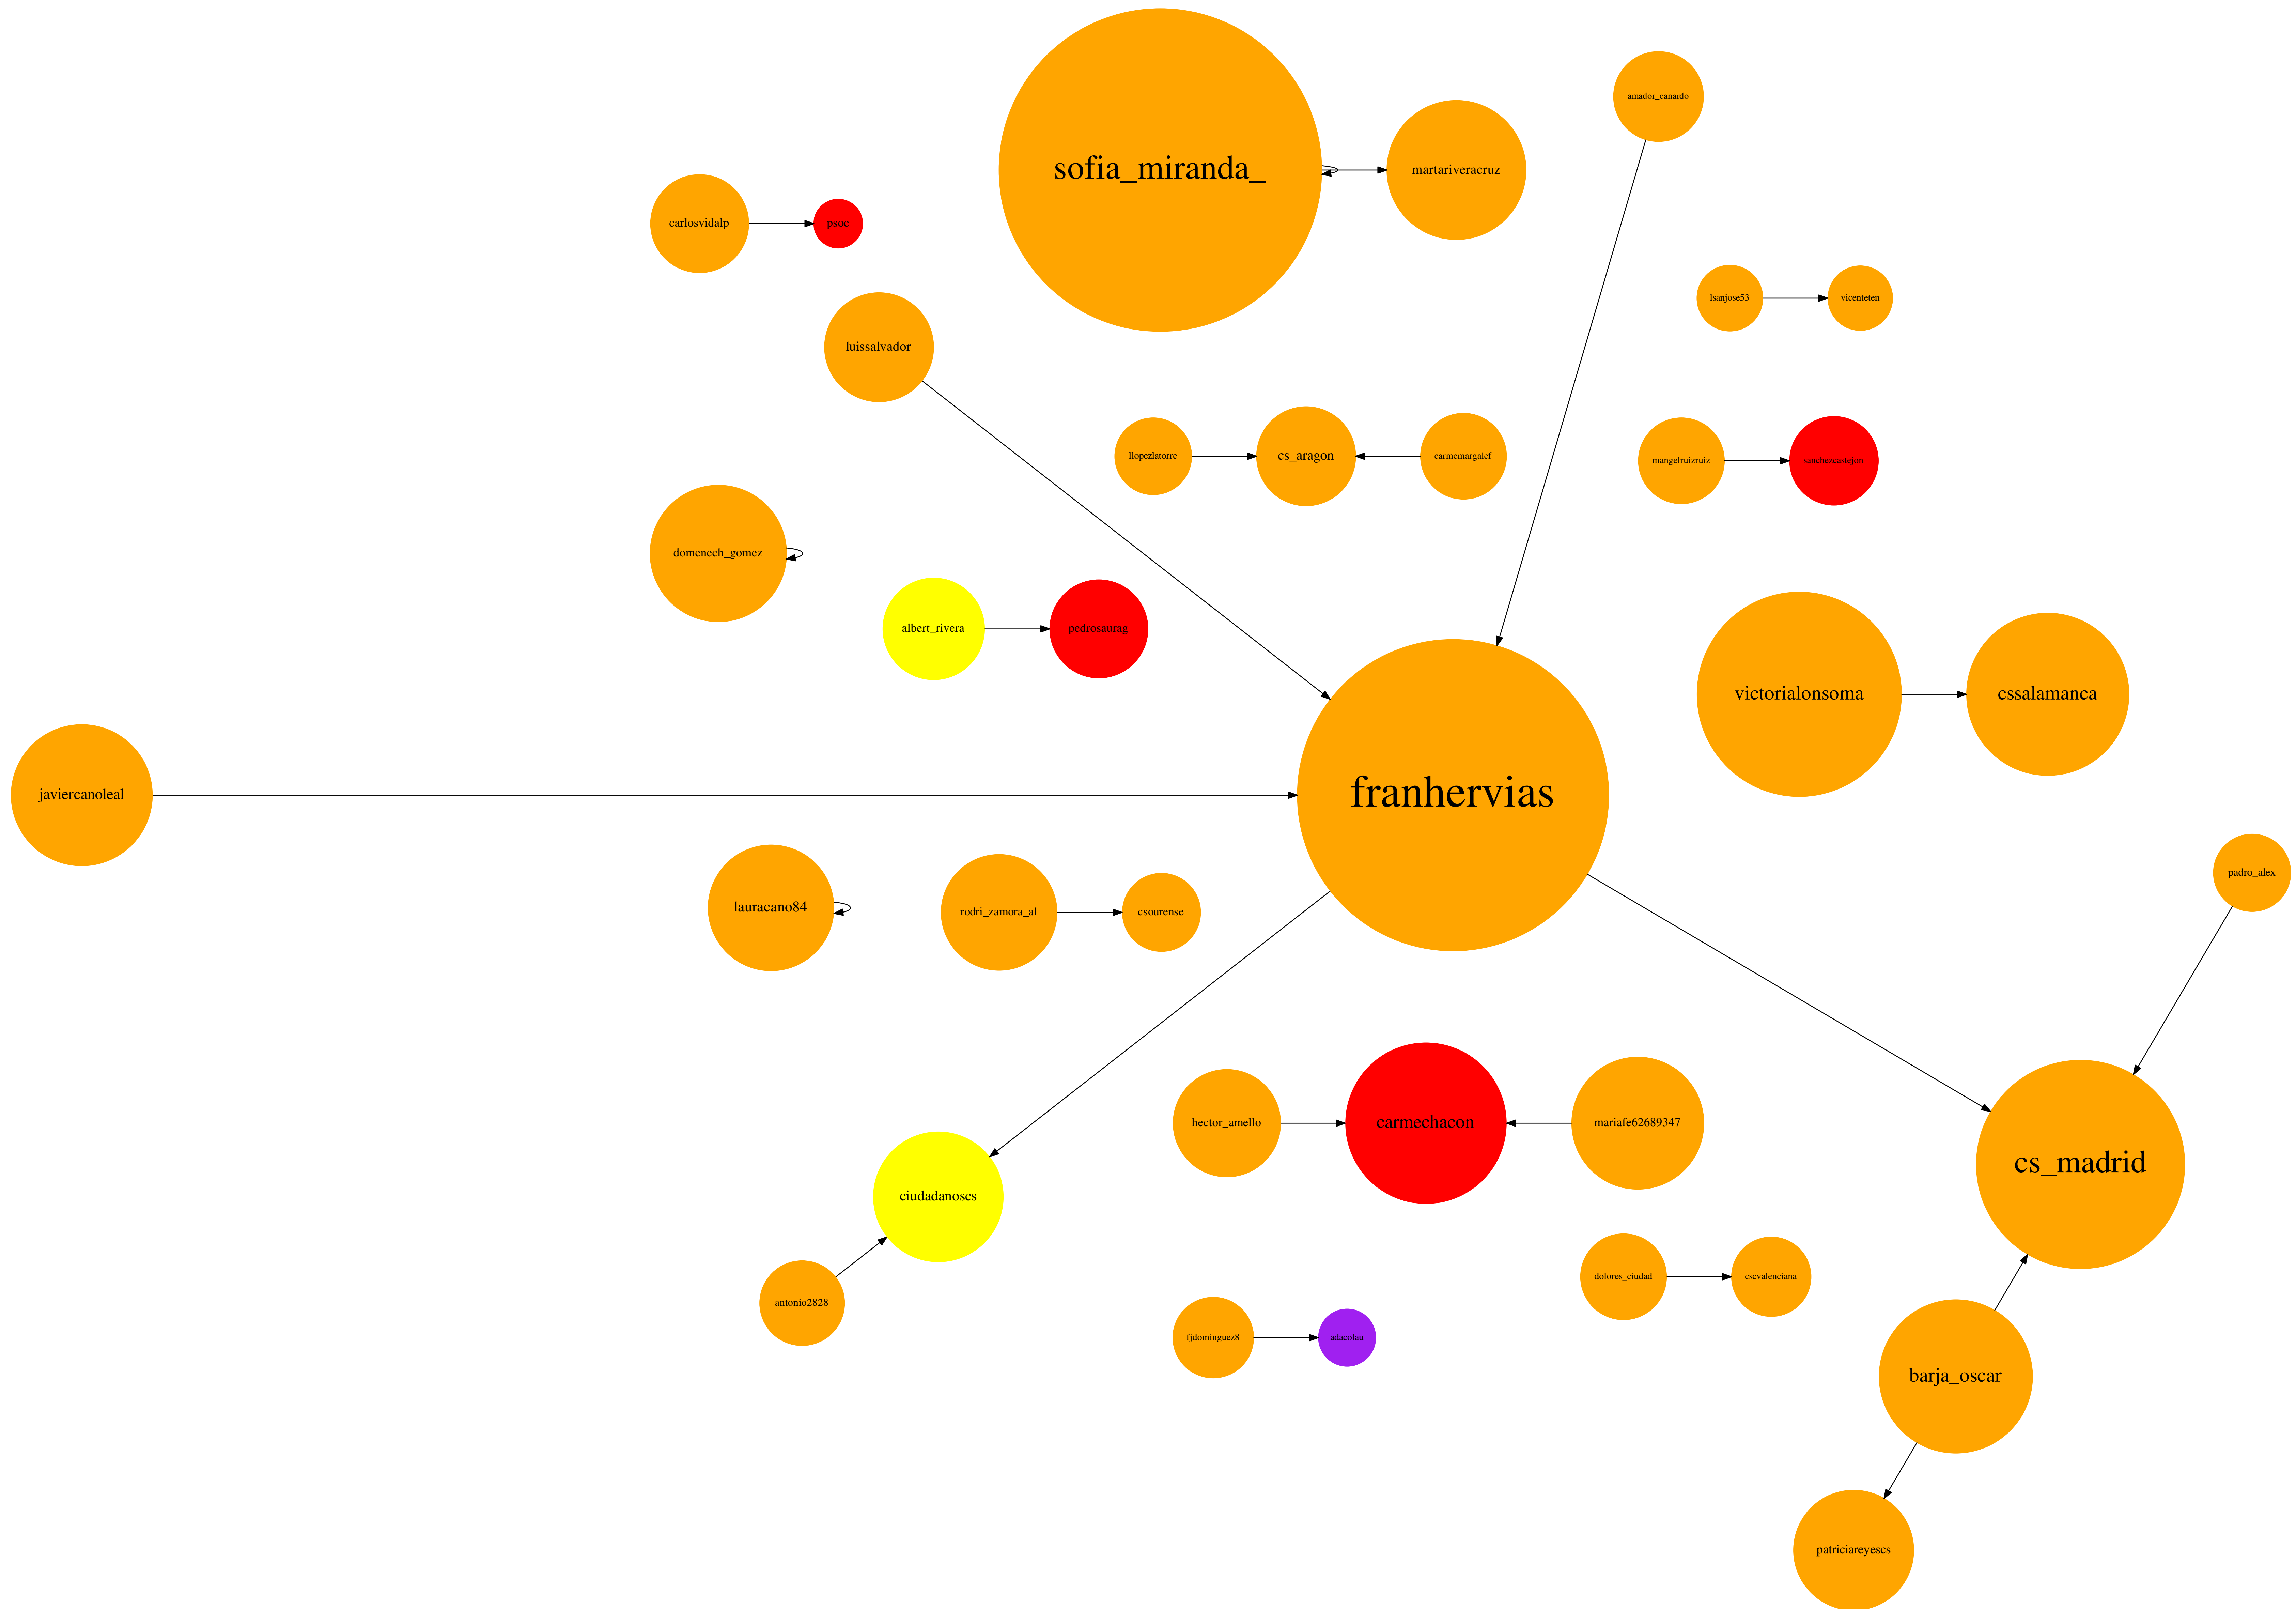 amador_canardo
sofia_miranda_
martariveracruz
carlosvidalp
psoe
lsanjose53
vicenteten
luissalvador
llopezlatorre
cs_aragon
carmemargalef
mangelruizruiz
sanchezcastejon
domenech_gomez
albert_rivera
pedrosaurag
victorialonsoma
cssalamanca
javiercanoleal
franhervias
padro_alex
lauracano84
rodri_zamora_al
csourense
hector_amello
carmechacon
mariafe62689347
cs_madrid
ciudadanoscs
dolores_ciudad
cscvalenciana
antonio2828
fjdominguez8
adacolau
barja_oscar
patriciareyescs